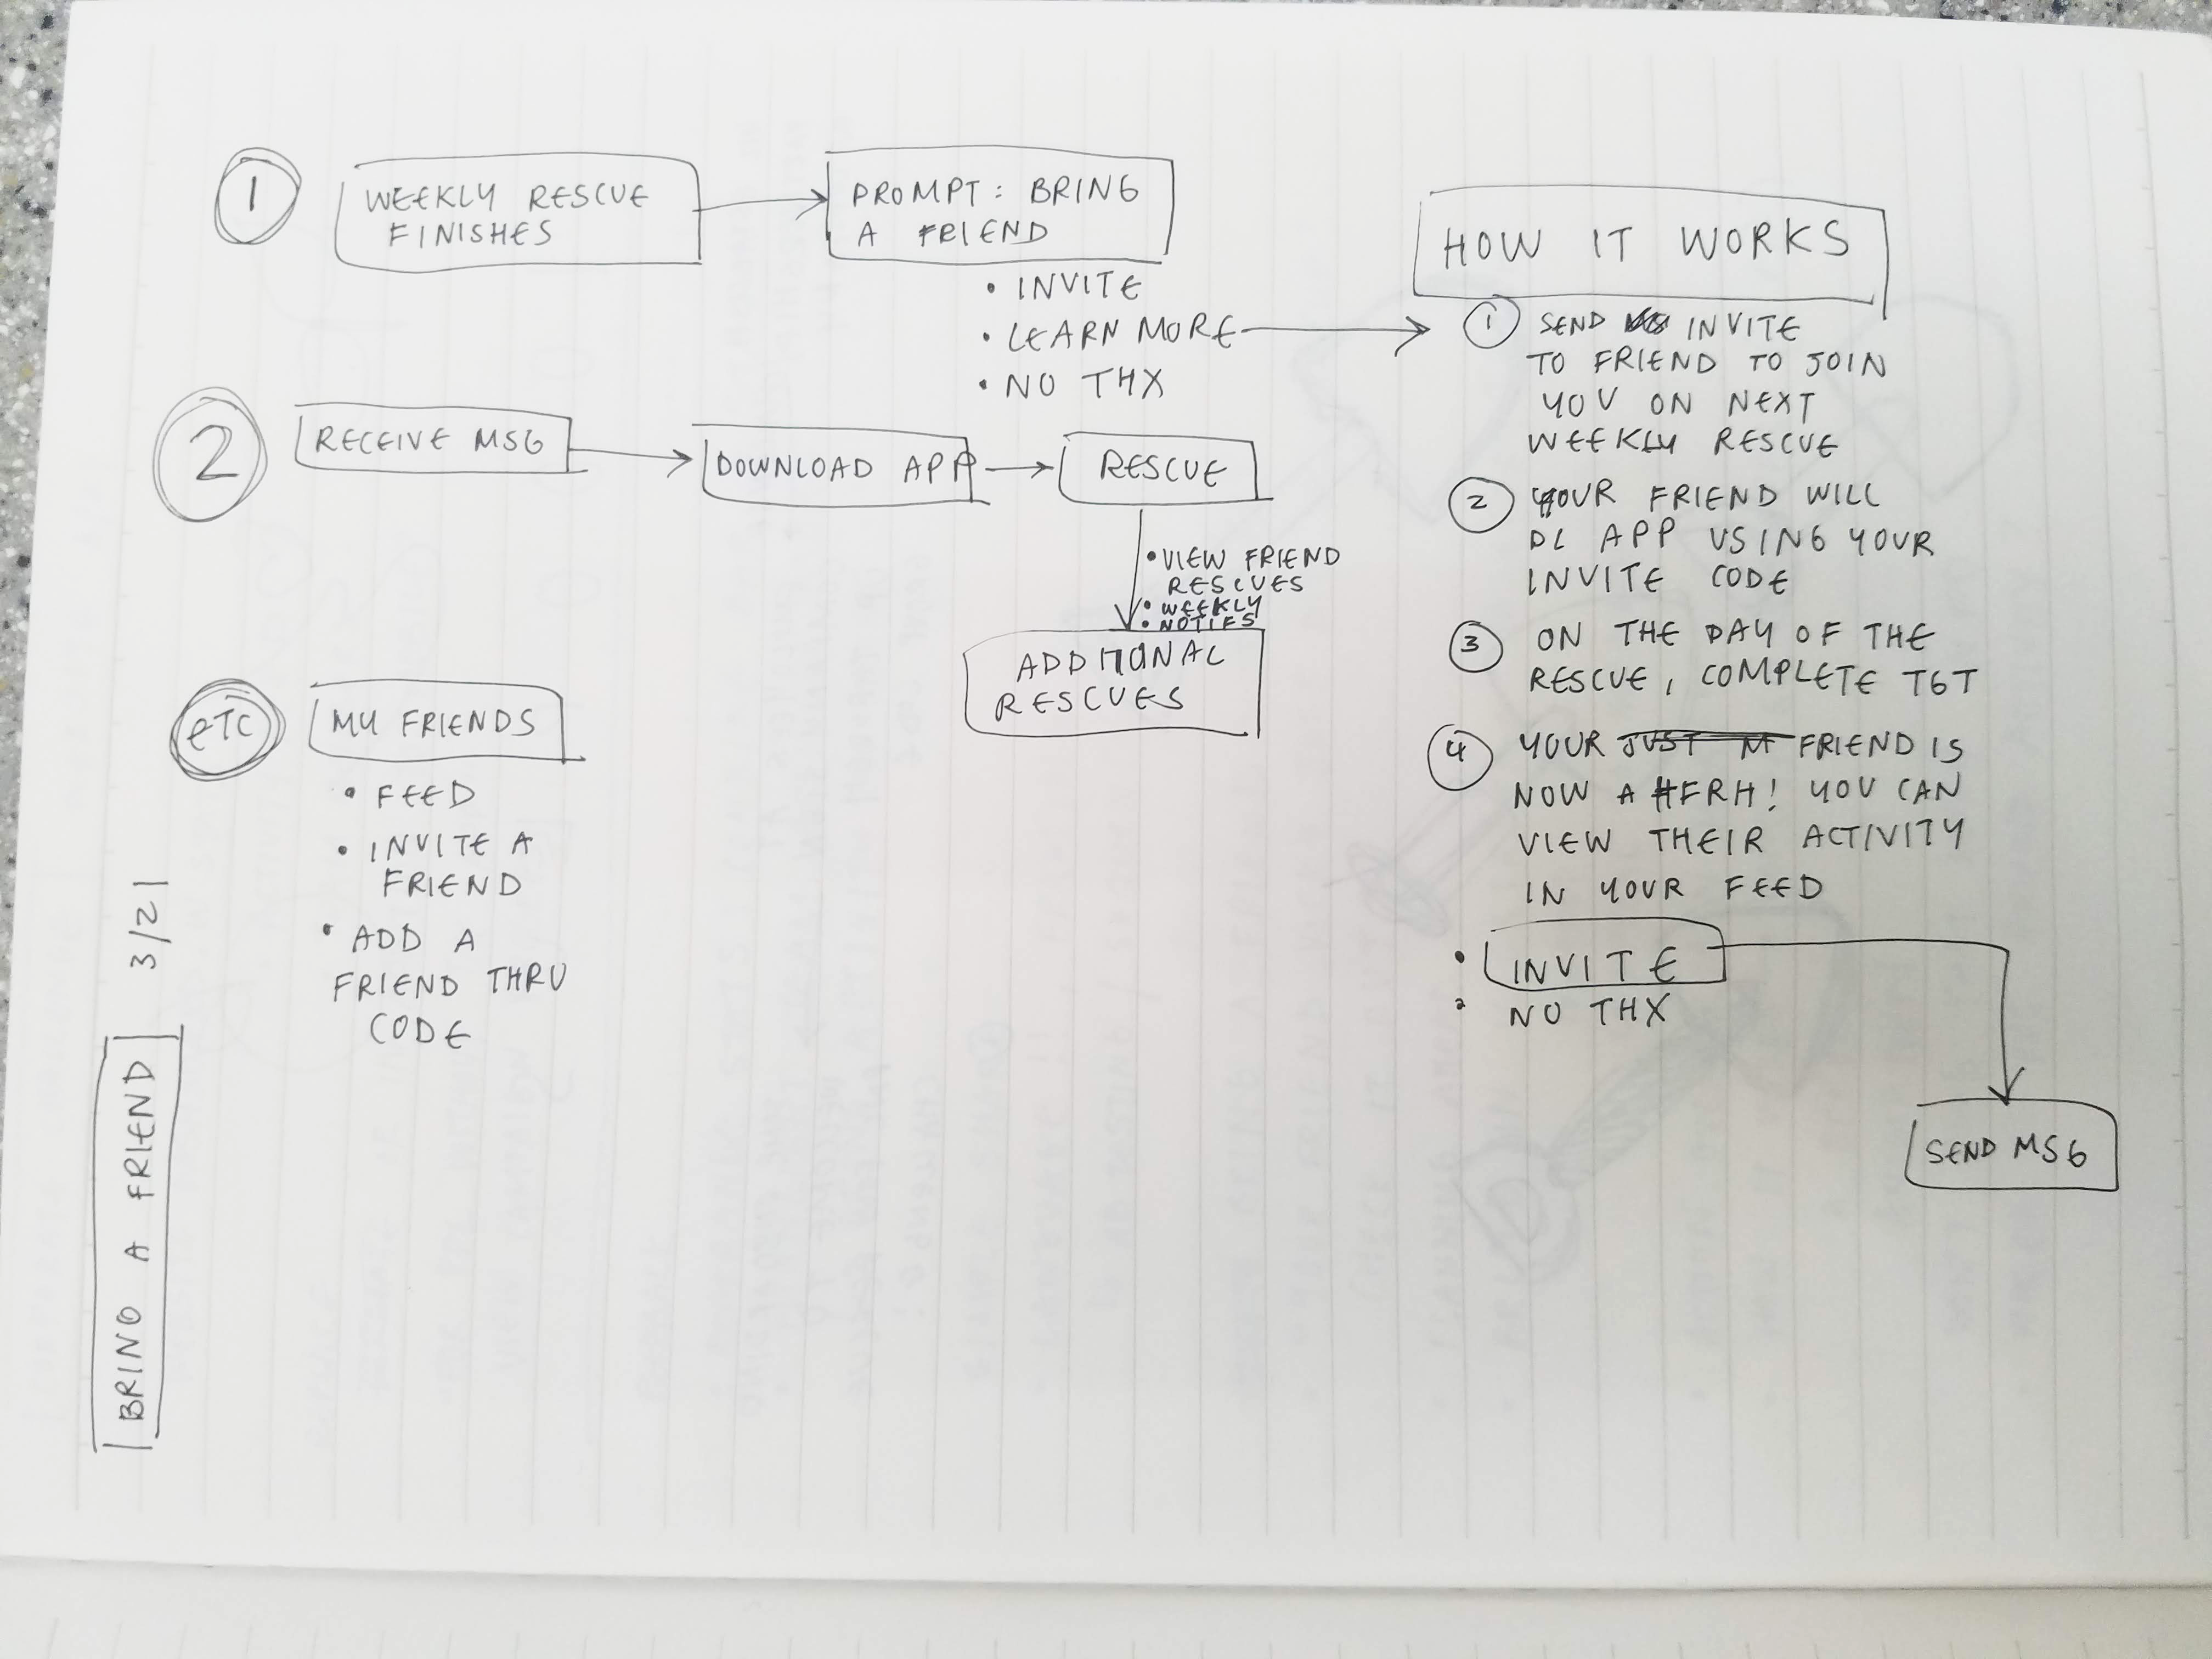 1
WEEKLY RESCUE
FINISHES
PROMPT: BRING
A FRIEND
• INVITE
• LEARN MORE
• NO THX
2
RECEIVE MSG
DOWNLOAD APP
RESCUE
• VIEW FRIEND
RESCUES
• WEEKLY
• NOTIFS
ADDITIONAL
RESCUES
ETC
MY FRIENDS
• FEED
• INVITE A
FRIEND
• ADD A
FRIEND THRU
CODE
HOW IT WORKS
1 SEND INVITE
TO FRIEND TO JOIN
YOU ON NEXT
WEEKLY RESCUE
2 YOUR FRIEND WILL
DL APP USING YOUR
INVITE CODE
3 ON THE DAY OF THE
RESCUE, COMPLETE TGT
4 YOUR JUST M FRIEND IS
NOW A #FRH! YOU CAN
VIEW THEIR ACTIVITY
IN YOUR FEED
• INVITE
• NO THX
SEND MSG
BRING A FRIEND 3/21